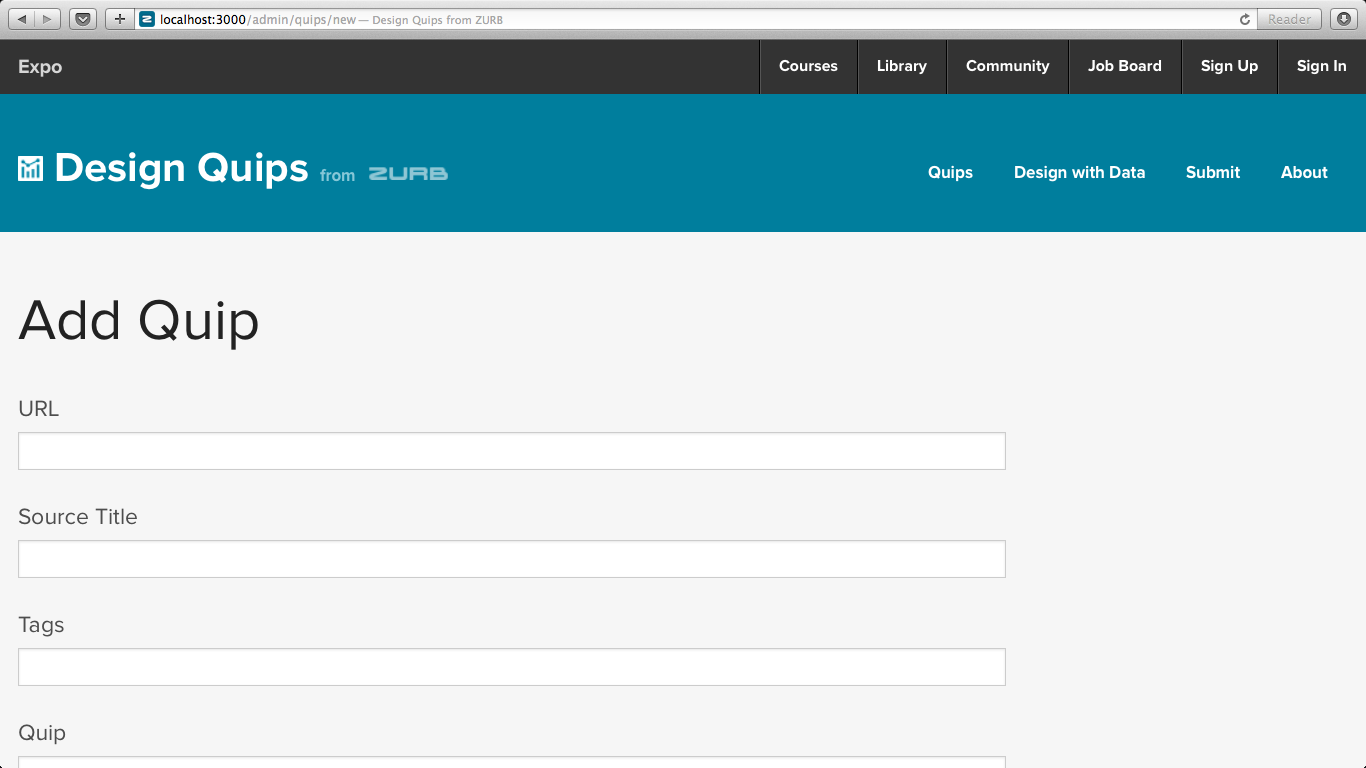 localhost:3000/admin/quips/new — Design Quips from ZURB
Reader
Expo
Courses
Library
Community
Job Board
Sign Up
Sign In
Design Quips from ZURB
Quips
Design with Data
Submit
About
Add Quip
URL
Source Title
Tags
Quip